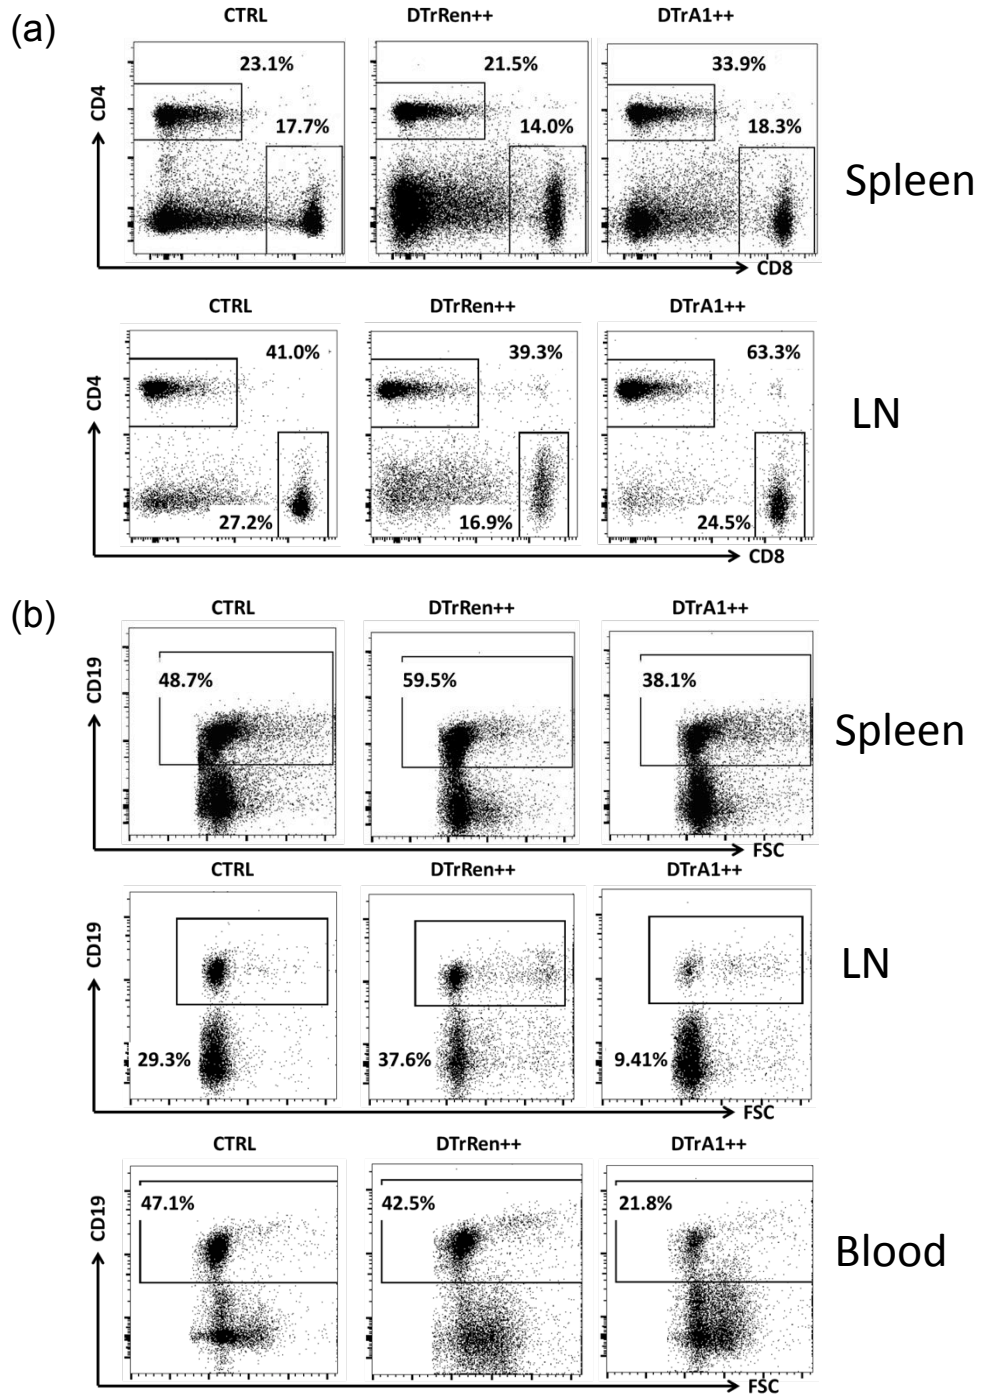 (a)
CTRL DTrRen++ DTrA1++
23.1% 21.5% 33.9%
CD4
17.7% 14.0% 18.3%
Spleen
CD8
CTRL DTrRen++ DTrA1++
41.0% 39.3% 63.3%
CD4
LN
27.2% 16.9% 24.5%
CD8
(b)
CTRL DTrRen++ DTrA1++
CD19
48.7% 59.5% 38.1%
Spleen
FSC
CTRL DTrRen++ DTrA1++
CD19
LN
29.3% 37.6% 9.41%
FSC
CTRL DTrRen++ DTrA1++
CD19
47.1% 42.5% 21.8%
Blood
FSC